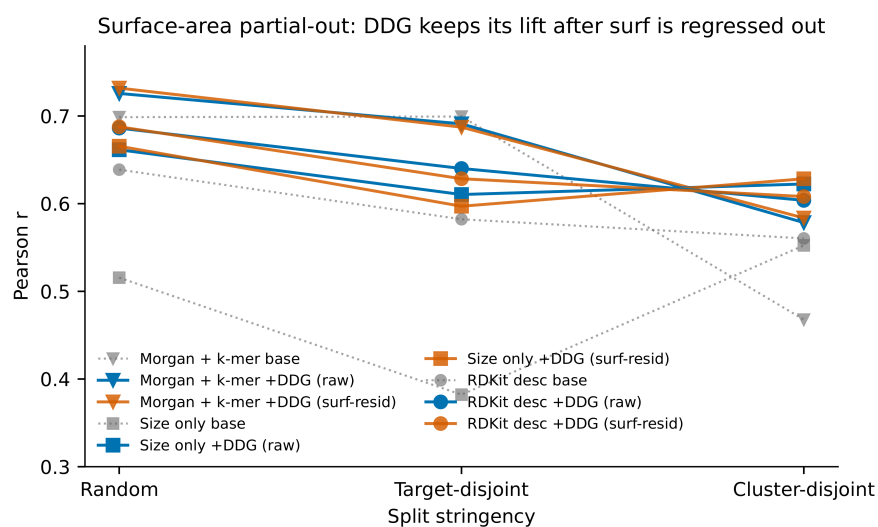 Surface-area partial-out: DDG keeps its lift after surf is regressed out
Pearson r
0.7
0.6
0.5
0.4
0.3
Morgan + k-mer base
Morgan + k-mer +DDG (raw)
Morgan + k-mer +DDG (surf-resid)
Size only base
Size only +DDG (raw)
Size only +DDG (surf-resid)
RDKit desc base
RDKit desc +DDG (raw)
RDKit desc +DDG (surf-resid)
Random
Target-disjoint
Cluster-disjoint
Split stringency